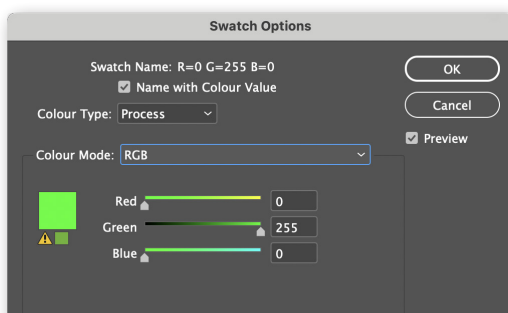 Swatch Options
Swatch Name: R=0 G=255 B=0
Name with Colour Value
OK
Colour Type: Process
Cancel
Preview
Colour Mode: RGB
Red 0
Green 255
Blue 0